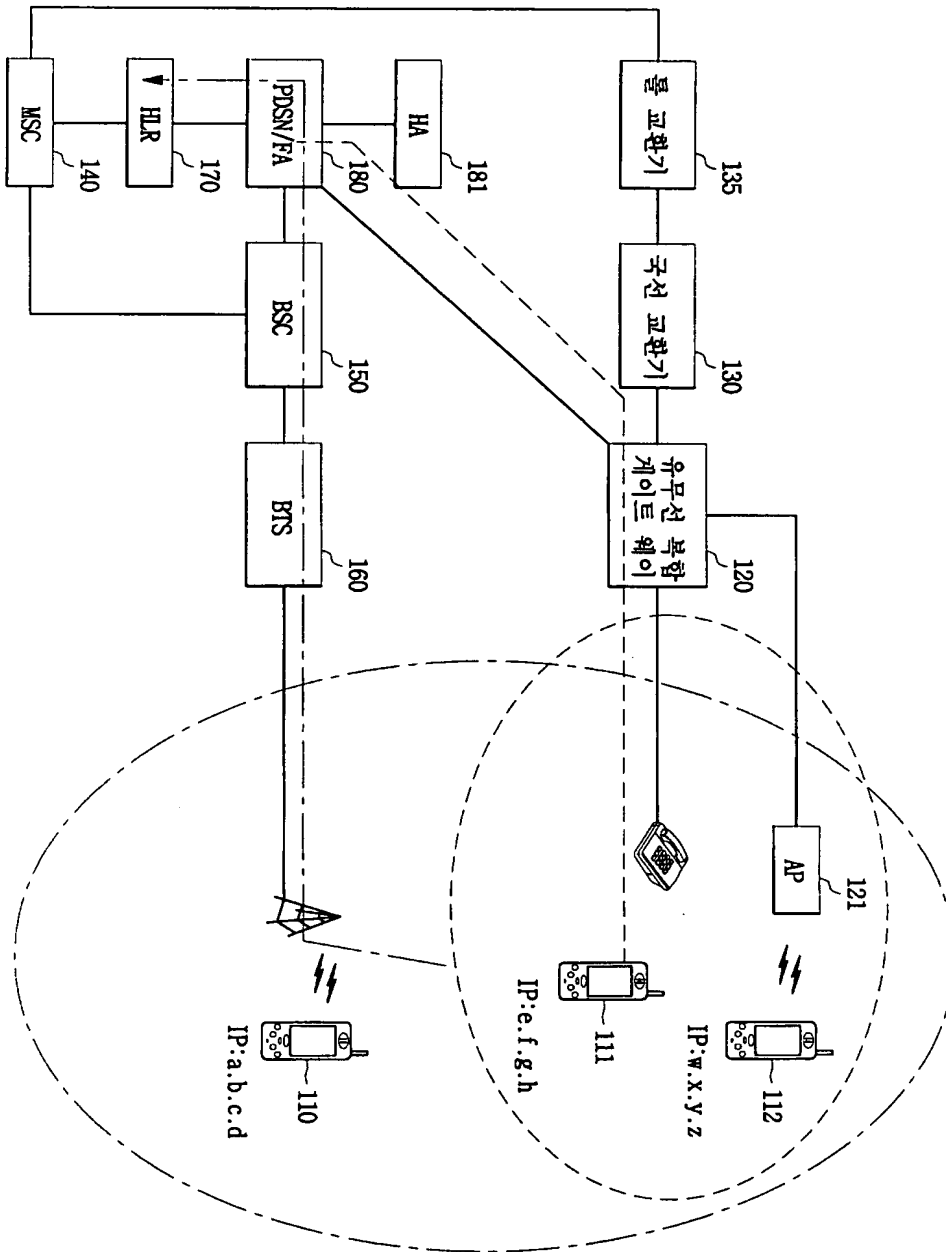 툴 교환기
135
국선 교환기
130
유무선 복합
게이트 웨이
120
AP
121
IP:w.x.y.z
112
IP:e.f.g.h
111
HA
181
PDSN/FA
180
HLR
170
MSC
140
BSC
150
BTS
160
IP:a.b.c.d
110